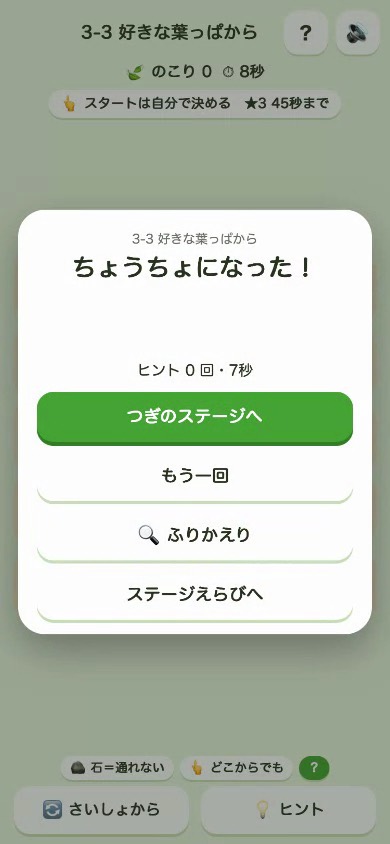 3-3 好きな葉っぱから
?
のこり 0 8秒
スタートは自分で決める ★3 45秒まで
3-3 好きな葉っぱから
ちょうちょになった！
ヒント 0 回・7秒
つぎのステージへ
もう一回
ふりかえり
ステージえらびへ
石＝通れない どこからでも ?
さいしょから ヒント